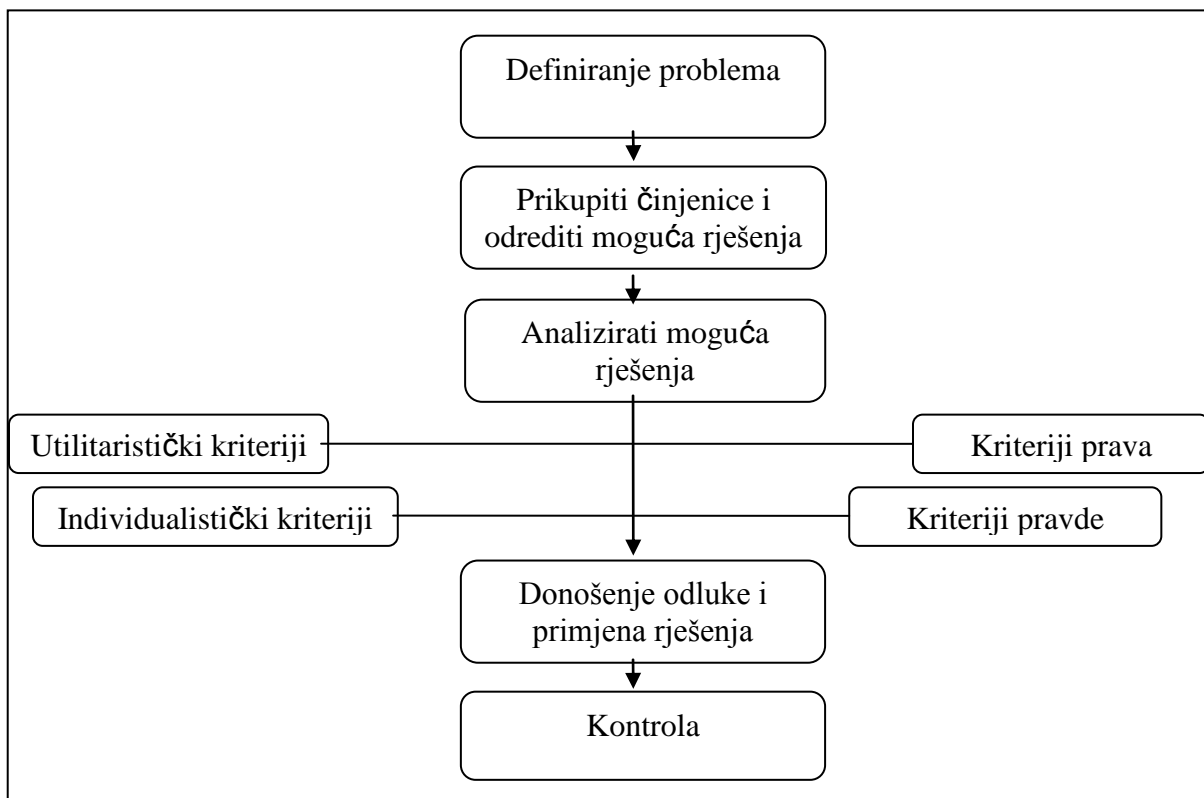 Definiranje problema
Prikupiti činjenice i
odrediti moguća rješenja
Analizirati moguća
rješenja
Utilitaristički kriteriji
Kriteriji prava
Individualistički kriteriji
Kriteriji pravde
Donošenje odluke i
primjena rješenja
Kontrola